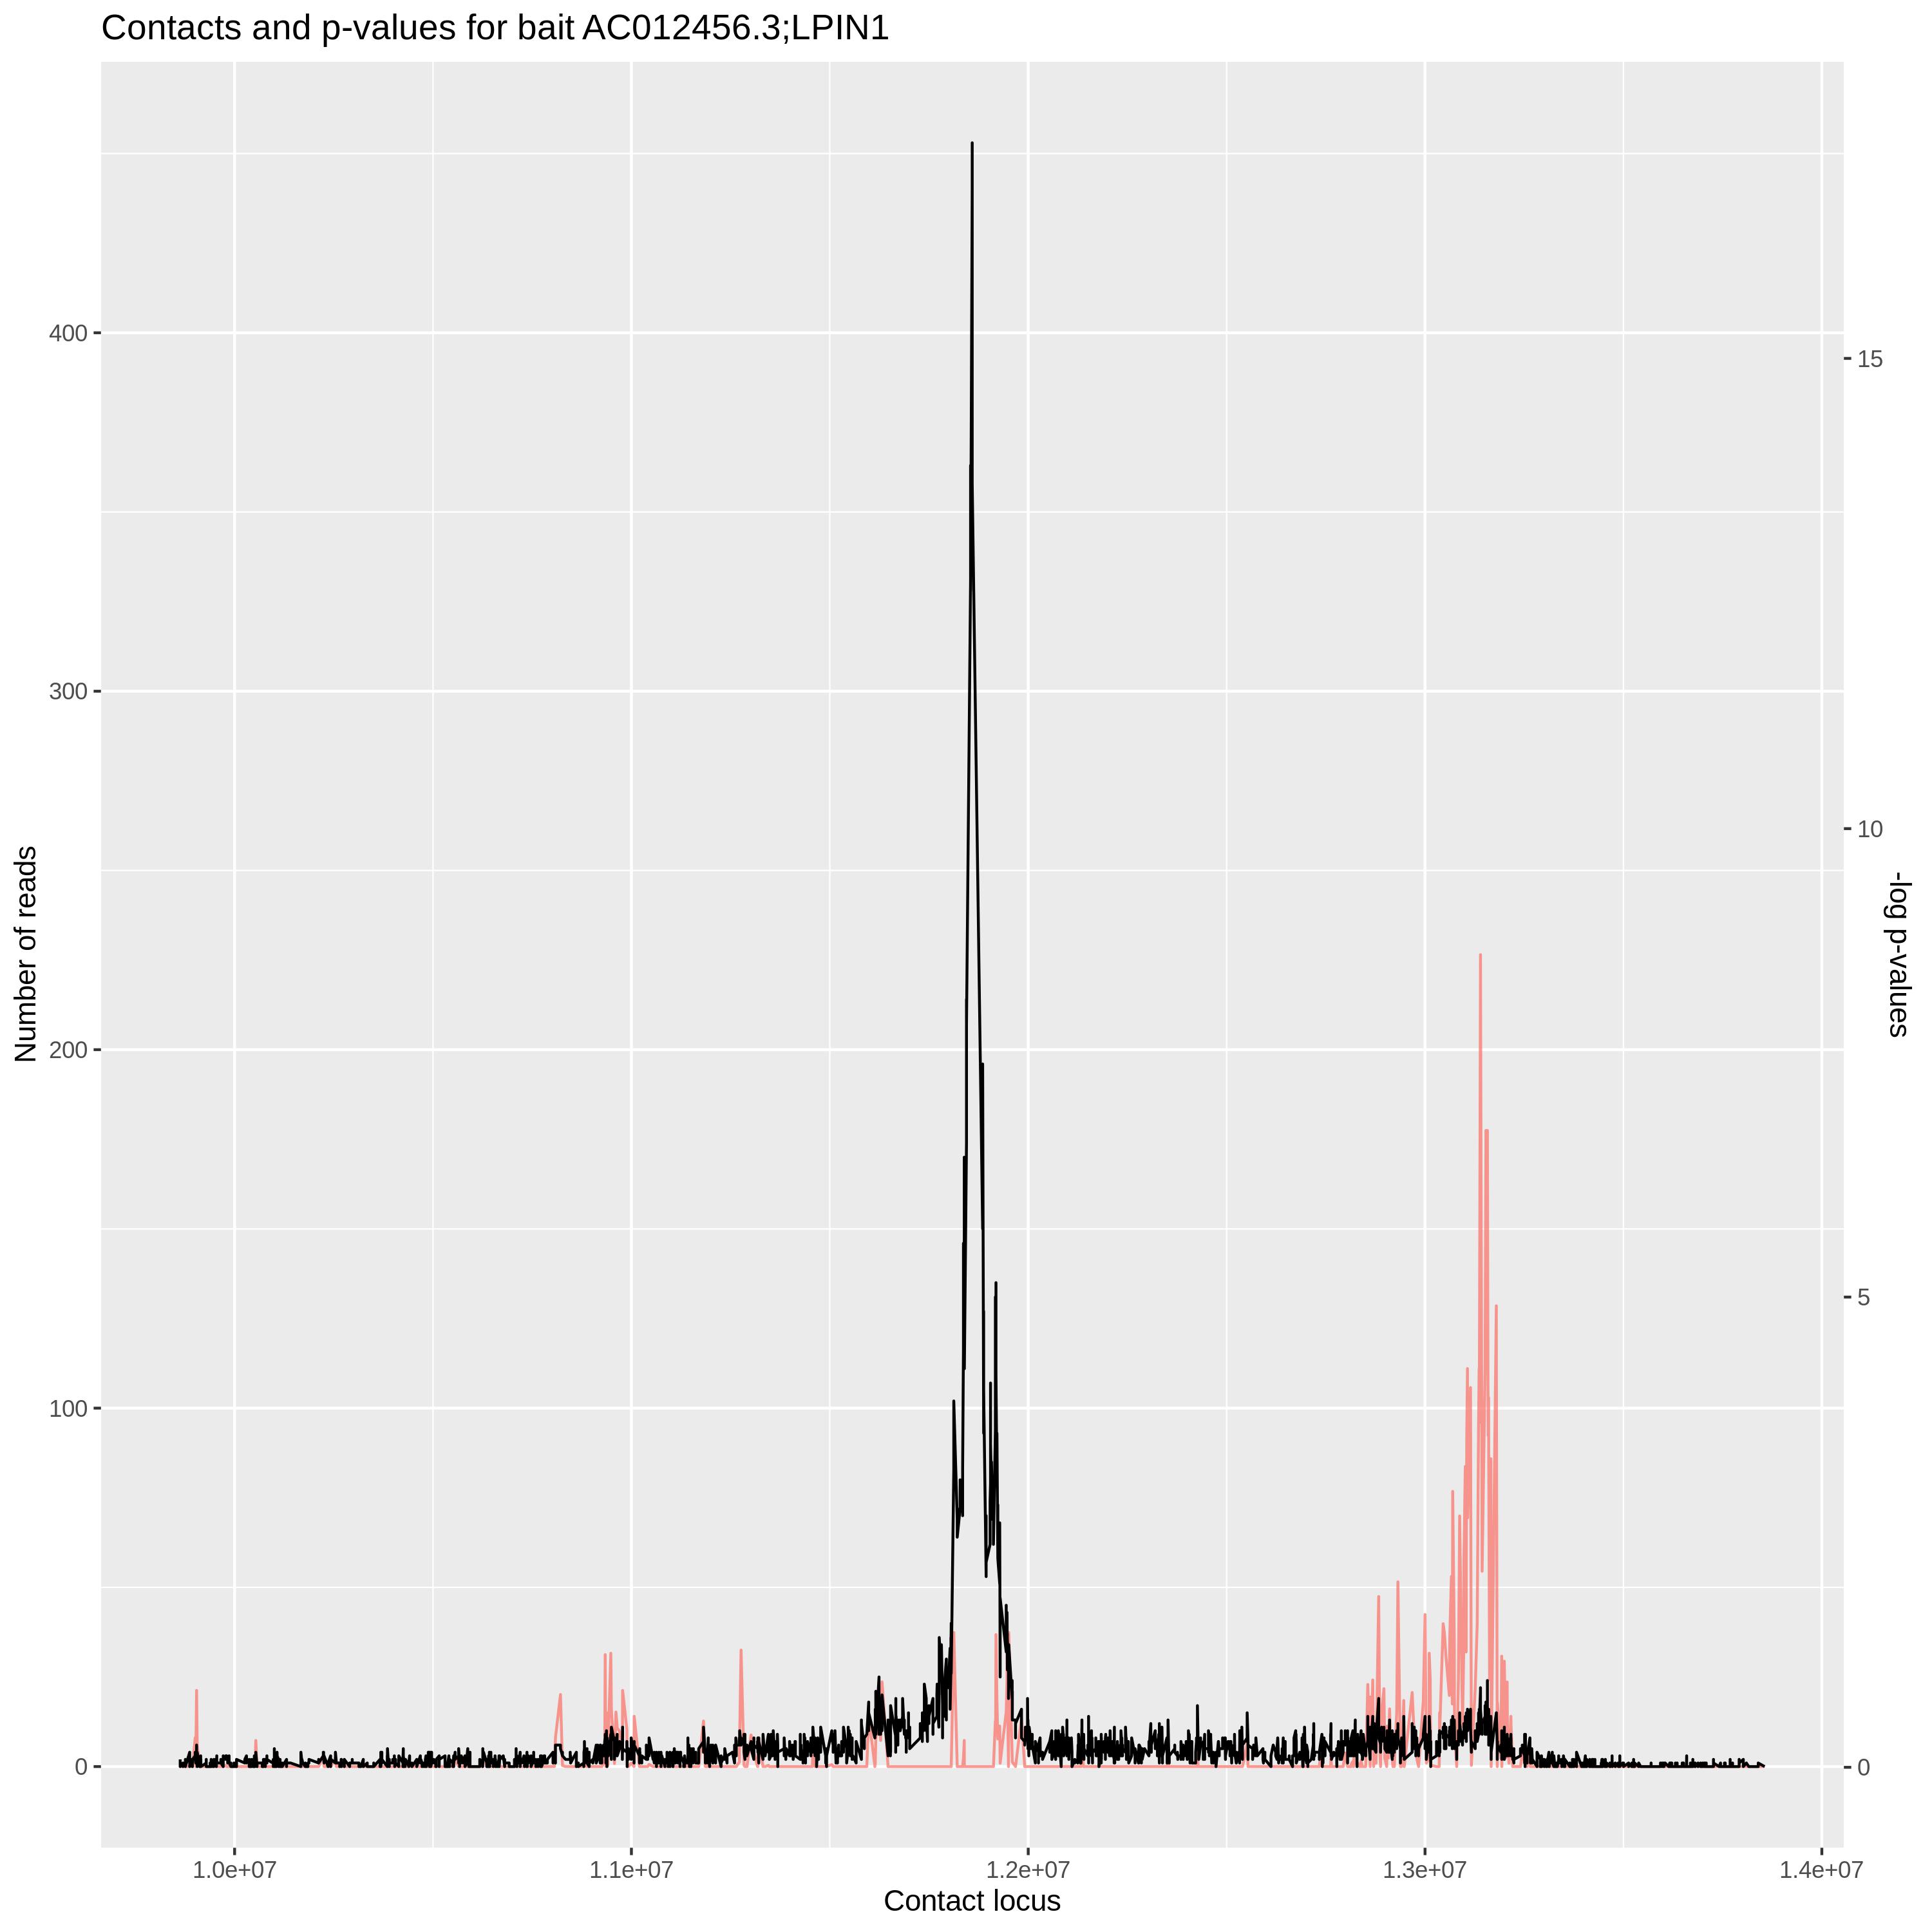 Contacts and p-values for bait AC012456.3;LPIN1
400
300
200
100
0
Number of reads
15
10
5
0
-log p-values
1.0e+07
1.1e+07
1.2e+07
1.3e+07
1.4e+07
Contact locus